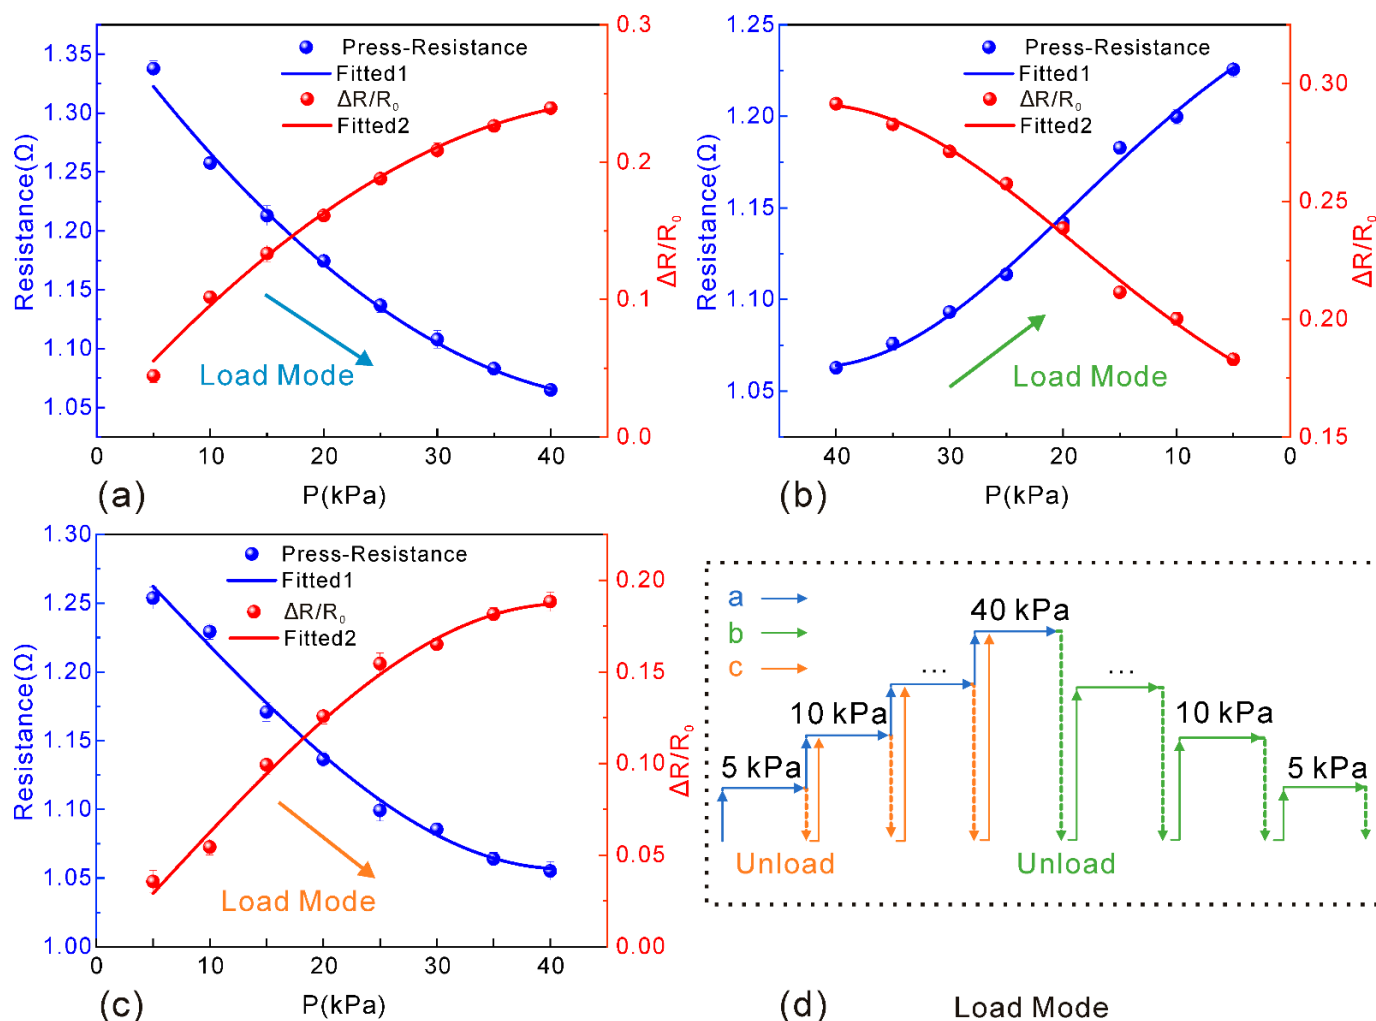 0.3
1.35
1.30
1.25
1.20
1.15
1.10
1.05
Resistance(Ω)
Press-Resistance
Fitted1
ΔR/R₀
Fitted2
0.2
0.1
0.0
ΔR/R₀
Load Mode
0 10 20 30 40
(a) P(kPa)
1.25
1.20
1.15
1.10
1.05
Resistance(Ω)
Press-Resistance
Fitted1
ΔR/R₀
Fitted2
0.30
0.25
0.20
0.15
ΔR/R₀
Load Mode
40 30 20 10 0
(b) P(kPa)
1.30
1.25
1.20
1.15
1.10
1.05
1.00
Resistance(Ω)
Press-Resistance
Fitted1
ΔR/R₀
Fitted2
0.20
0.15
0.10
0.05
0.00
ΔR/R₀
Load Mode
0 10 20 30 40
(c) P(kPa)
a
b
c
40 kPa
... ...
10 kPa 10 kPa
5 kPa 5 kPa
Unload Unload
(d) Load Mode